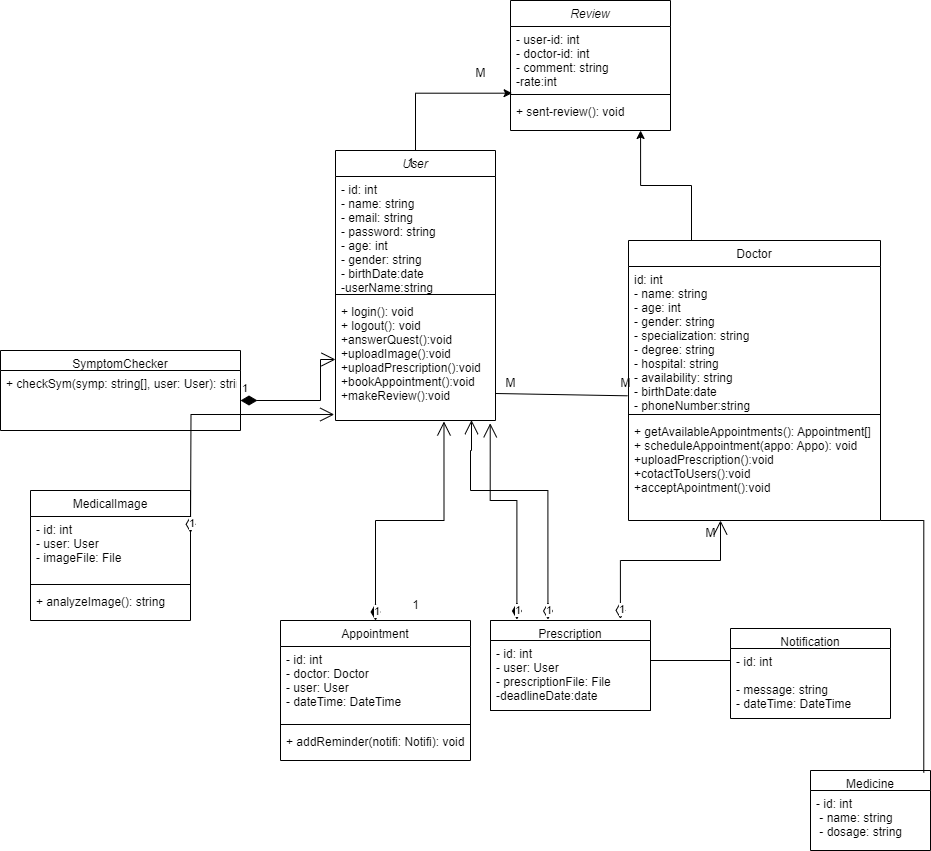 Review
- user-id: int
- doctor-id: int
- comment: string
-rate:int
+ sent-review(): void
M
1
User
- id: int
- name: string
- email: string
- password: string
- age: int
- gender: string
- birthDate:date
-userName:string
+ login(): void
+ logout(): void
+answerQuest():void
+uploadImage():void
+uploadPrescription():void
+bookAppointment():void
+makeReview():void
M
M
Doctor
id: int
- name: string
- age: int
- gender: string
- specialization: string
- degree: string
- hospital: string
- availability: string
- birthDate:date
- phoneNumber:string
+ getAvailableAppointments(): Appointment[]
+ scheduleAppointment(appo: Appo): void
+uploadPrescription():void
+cotactToUsers():void
+acceptApointment():void
SymptomChecker
+ checkSym(symp: string[], user: User): stri
1
MedicalImage
- id: int
- user: User
- imageFile: File
+ analyzeImage(): string
1
1
1
Appointment
- id: int
- doctor: Doctor
- user: User
- dateTime: DateTime
+ addReminder(notifi: Notifi): void
1
1
1
M
Prescription
- id: int
- user: User
- prescriptionFile: File
-deadlineDate:date
Notification
- id: int
- message: string
- dateTime: DateTime
Medicine
- id: int
- name: string
- dosage: string